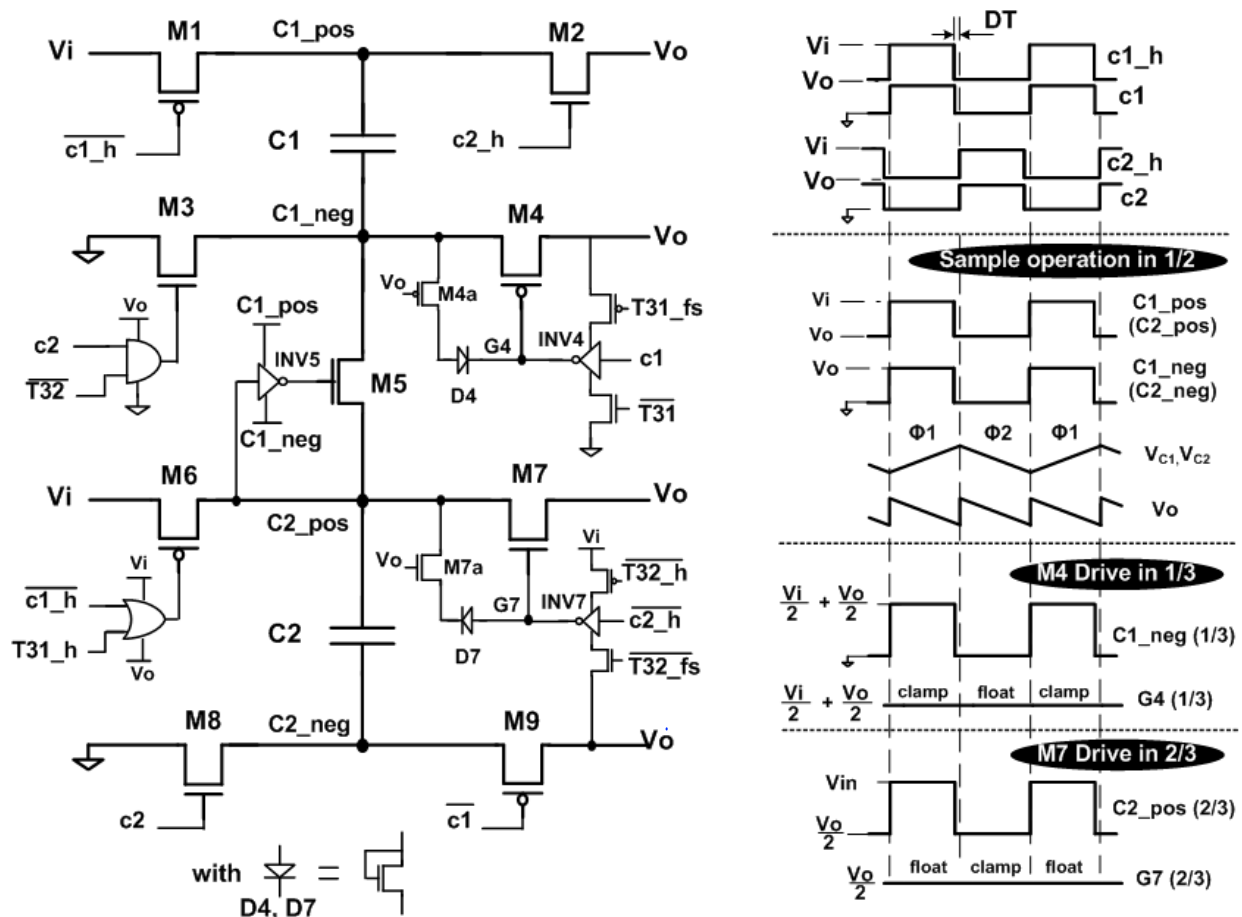 M1
C1_pos
M2
Vi
Vo
C1
c1_h
c2_h
M3
C1_neg
M4
Vo
Vo
M4a
T31_fs
C1_pos
Vo
c2
T32
INV5
G4
INV4
c1
M5
D4
T31
C1_neg
M6
M7
Vi
Vo
C2_pos
Vi
Vo
M7a
T32_h
Vi
c1_h
G7
INV7
c2_h
T31_h
C2
D7
T32_fs
Vo
M8
C2_neg
M9
Vo
c2
c1
with
=
D4, D7
DT
Vi
c1_h
Vo
c1
Vi
c2_h
Vo
c2
Sample operation in 1/2
Vi
C1_pos
(C2_pos)
Vo
Vo
C1_neg
(C2_neg)
Φ1
Φ2
Φ1
VC1,VC2
Vo
M4 Drive in 1/3
Vi/2 + Vo/2
C1_neg (1/3)
clamp
float
clamp
Vi/2 + Vo/2
G4 (1/3)
M7 Drive in 2/3
Vin
C2_pos (2/3)
Vo/2
float
clamp
float
Vo/2
G7 (2/3)